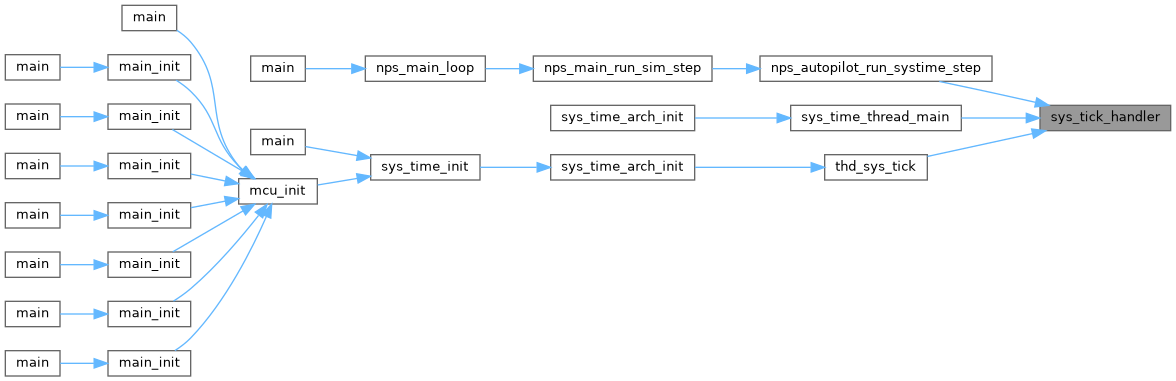 main
main
main_init
main
nps_main_loop
nps_main_run_sim_step
nps_autopilot_run_systime_step
main
main_init
sys_time_arch_init
sys_time_thread_main
sys_tick_handler
main
main
main_init
sys_time_init
sys_time_arch_init
thd_sys_tick
mcu_init
main
main_init
main
main_init
main
main_init
main
main_init